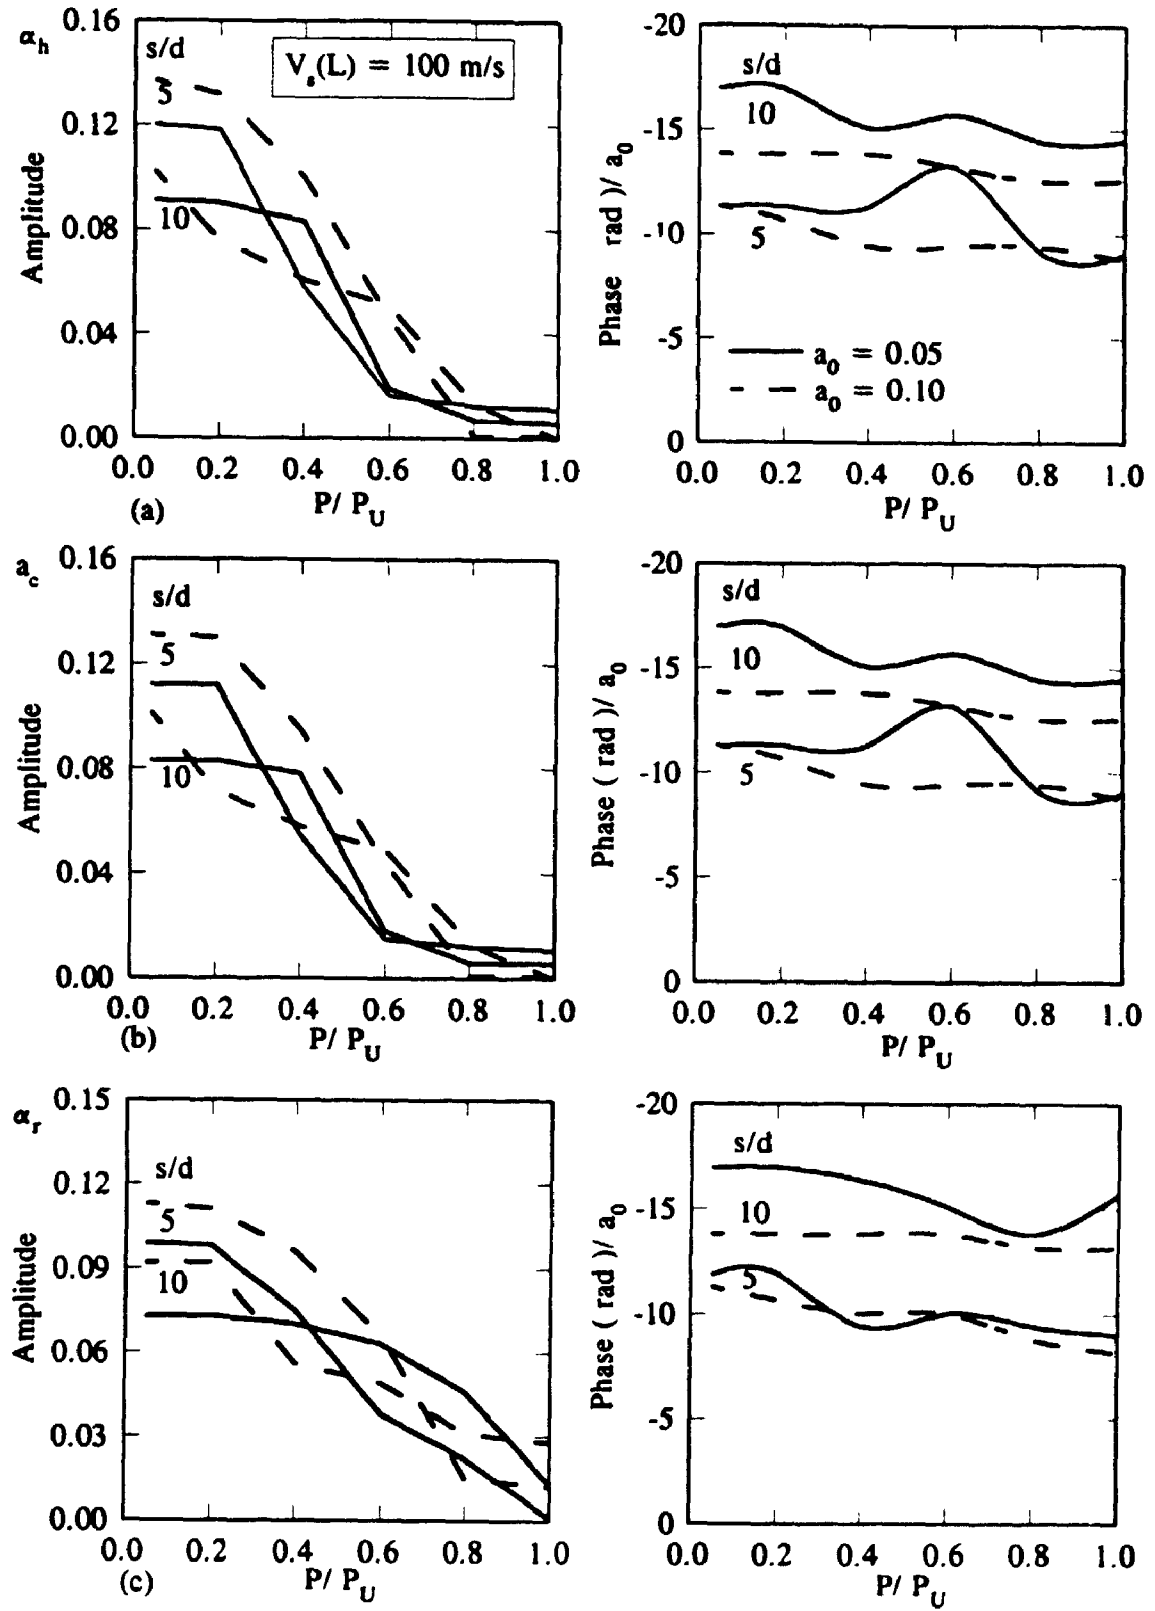 α_h
0.16
0.12
0.08
0.04
0.00
Amplitude
s/d
V_s(L) = 100 m/s
5
10
0.0 0.2 0.4 0.6 0.8 1.0
P/ P_U
(a)
-20
-15
-10
-5
0
Phase rad )/ a_0
s/d
10
5
a_0 = 0.05
a_0 = 0.10
0.0 0.2 0.4 0.6 0.8 1.0
P/ P_U
a_c
0.16
0.12
0.08
0.04
0.00
Amplitude
s/d
5
10
0.0 0.2 0.4 0.6 0.8 1.0
P/ P_U
(b)
-20
-15
-10
-5
0
Phase ( rad )/ a_0
s/d
10
5
0.0 0.2 0.4 0.6 0.8 1.0
P/ P_U
α_r
0.15
0.12
0.09
0.06
0.03
0.00
Amplitude
s/d
5
10
0.0 0.2 0.4 0.6 0.8 1.0
P/ P_U
(c)
-20
-15
-10
-5
0
Phase ( rad )/ a_0
s/d
10
5
0.0 0.2 0.4 0.6 0.8 1.0
P/ P_U